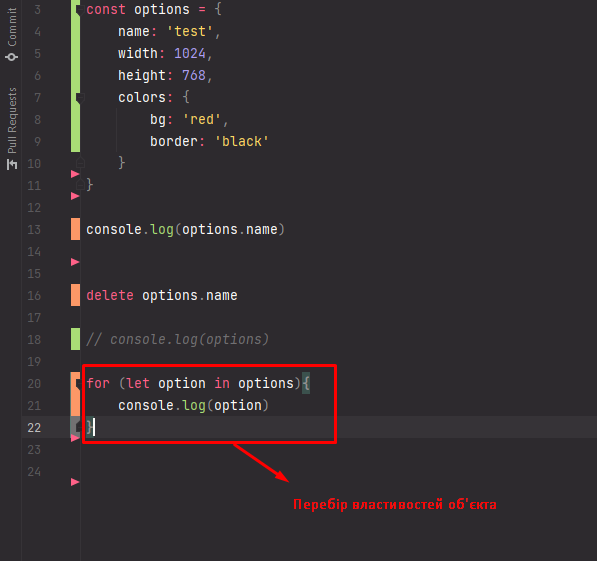 Commit
Pull Requests
3 const options = {
4 name: 'test',
5 width: 1024,
6 height: 768,
7 colors: {
8 bg: 'red',
9 border: 'black'
10 }
11 }
12
13 console.log(options.name)
14
15
16 delete options.name
17
18 // console.log(options)
19
20 for (let option in options){
21 console.log(option)
22 }
23
24
Перебір властивостей об'єкта